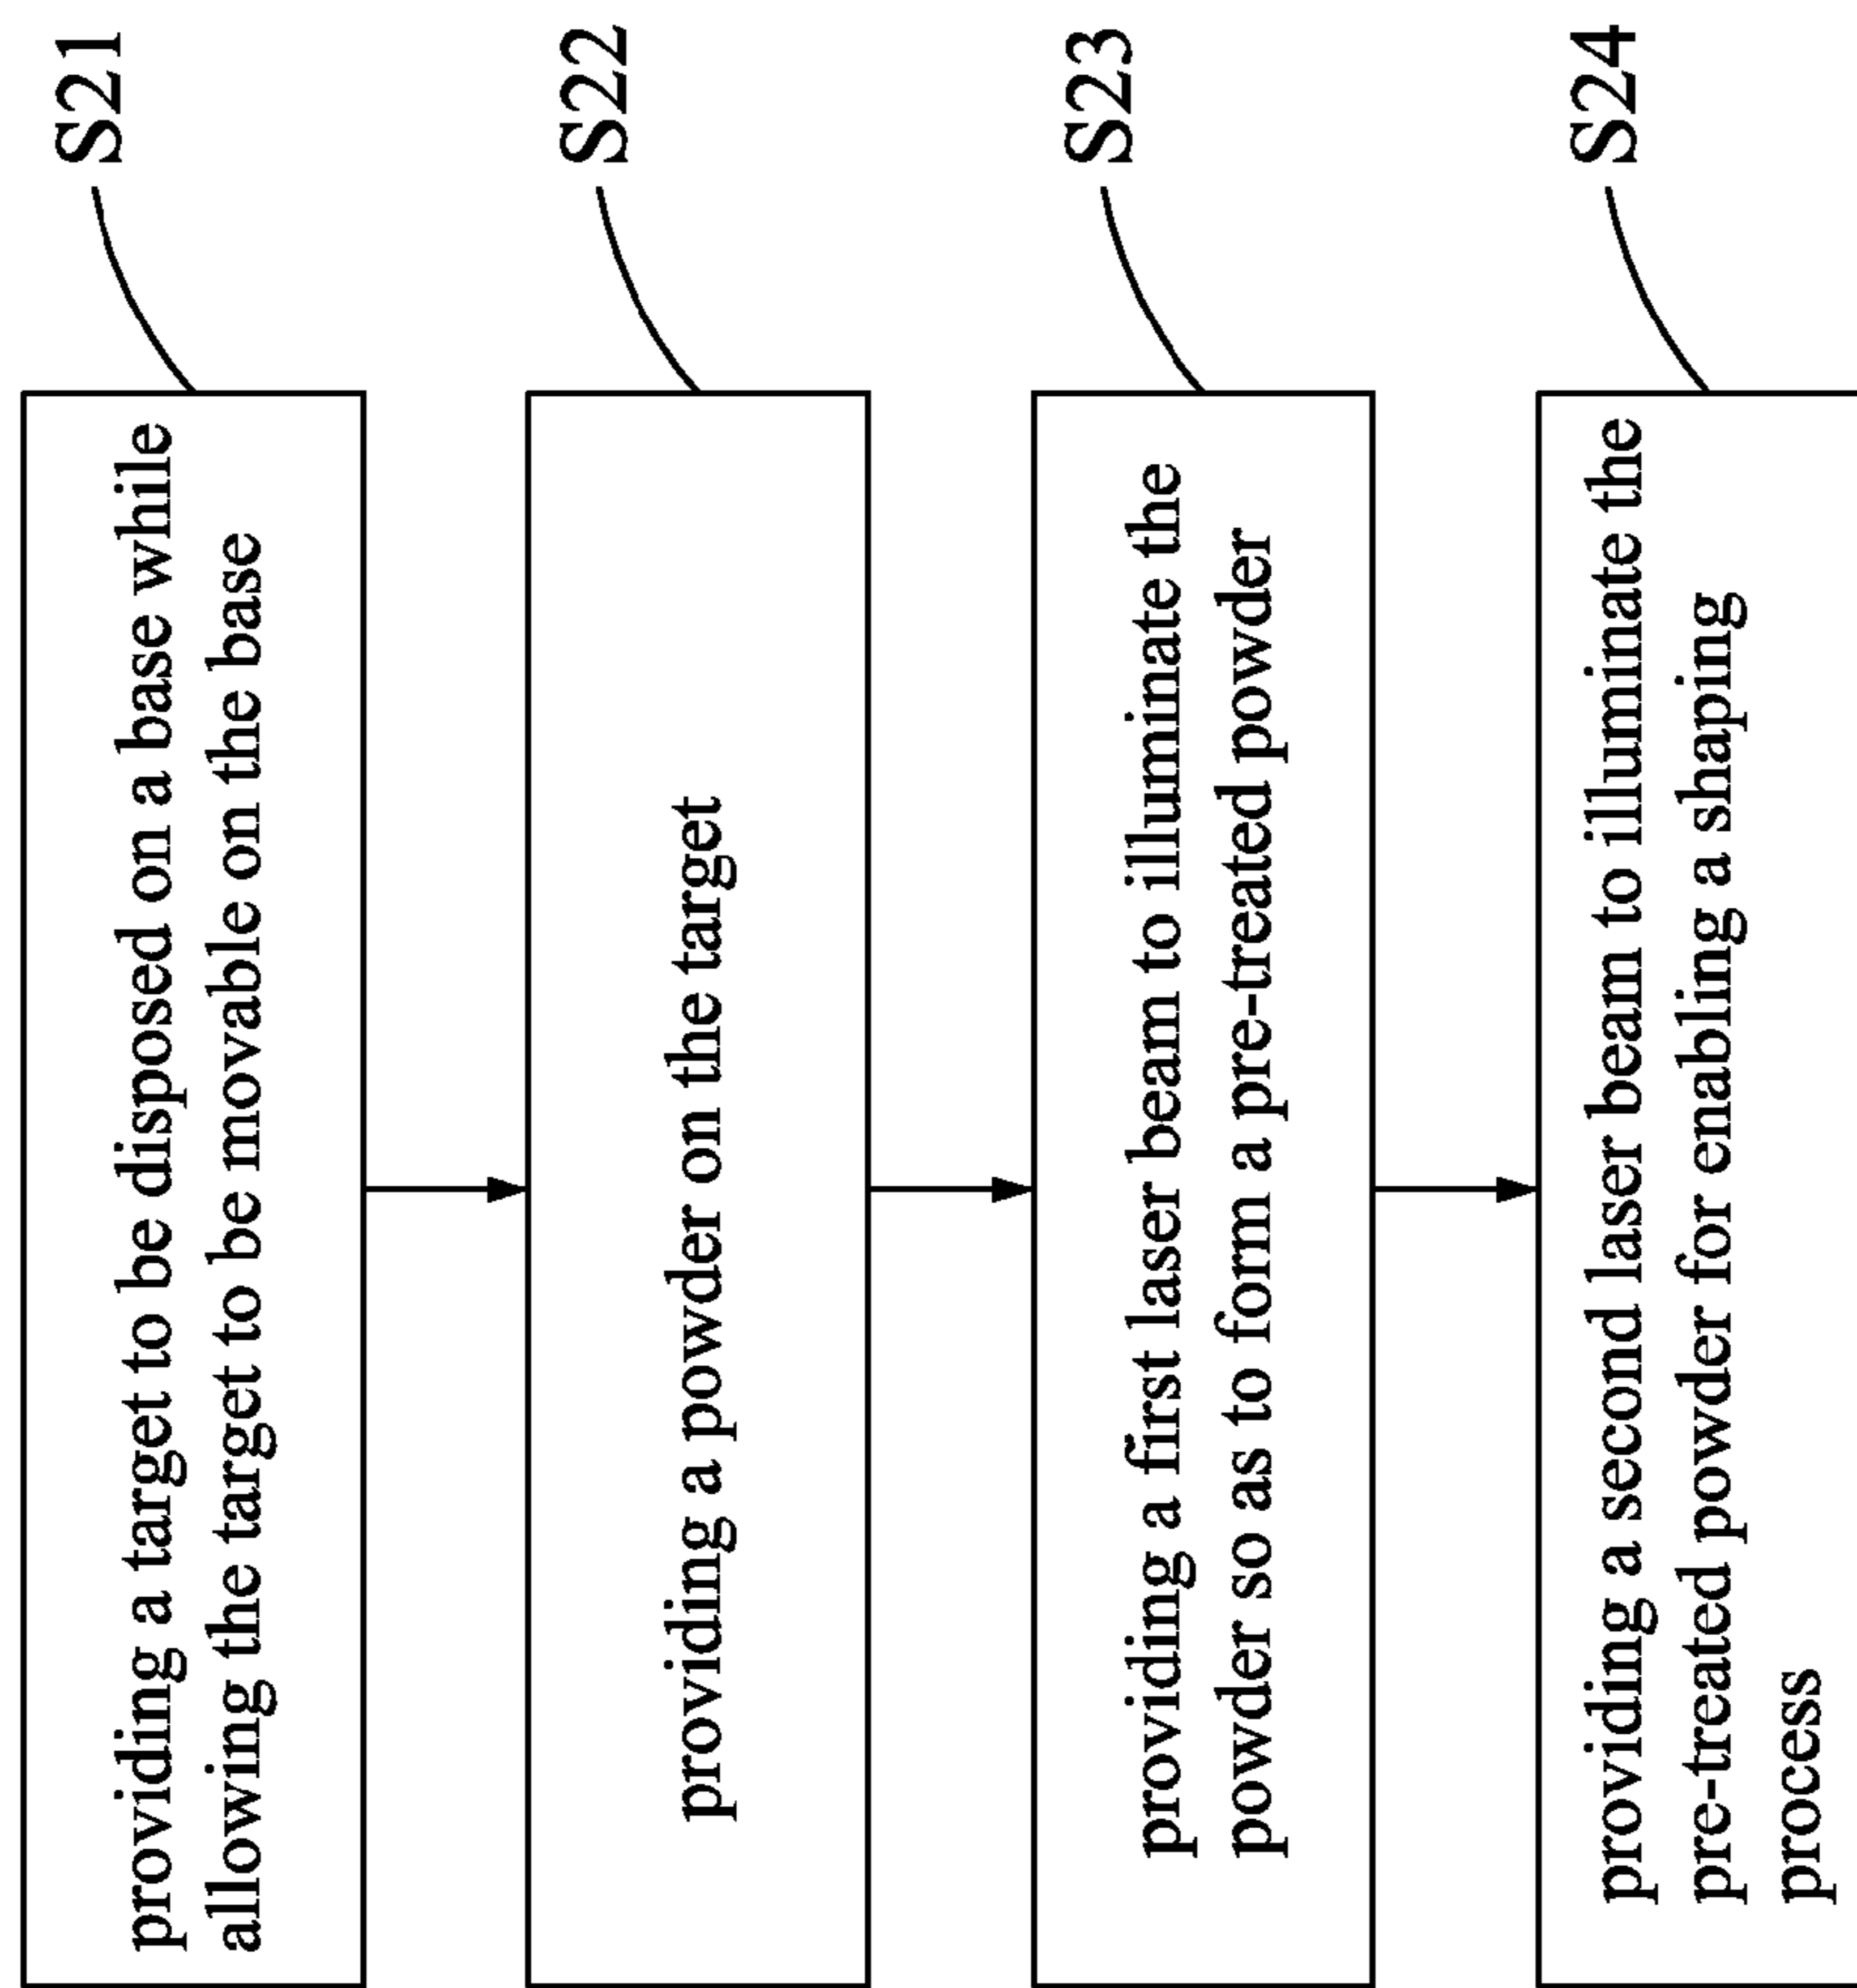 S21
providing a target to be disposed on a base while
allowing the target to be movable on the base
S22
providing a powder on the target
S23
providing a first laser beam to illuminate the
powder so as to form a pre-treated powder
S24
providing a second laser beam to illuminate the
pre-treated powder for enabling a shaping
process